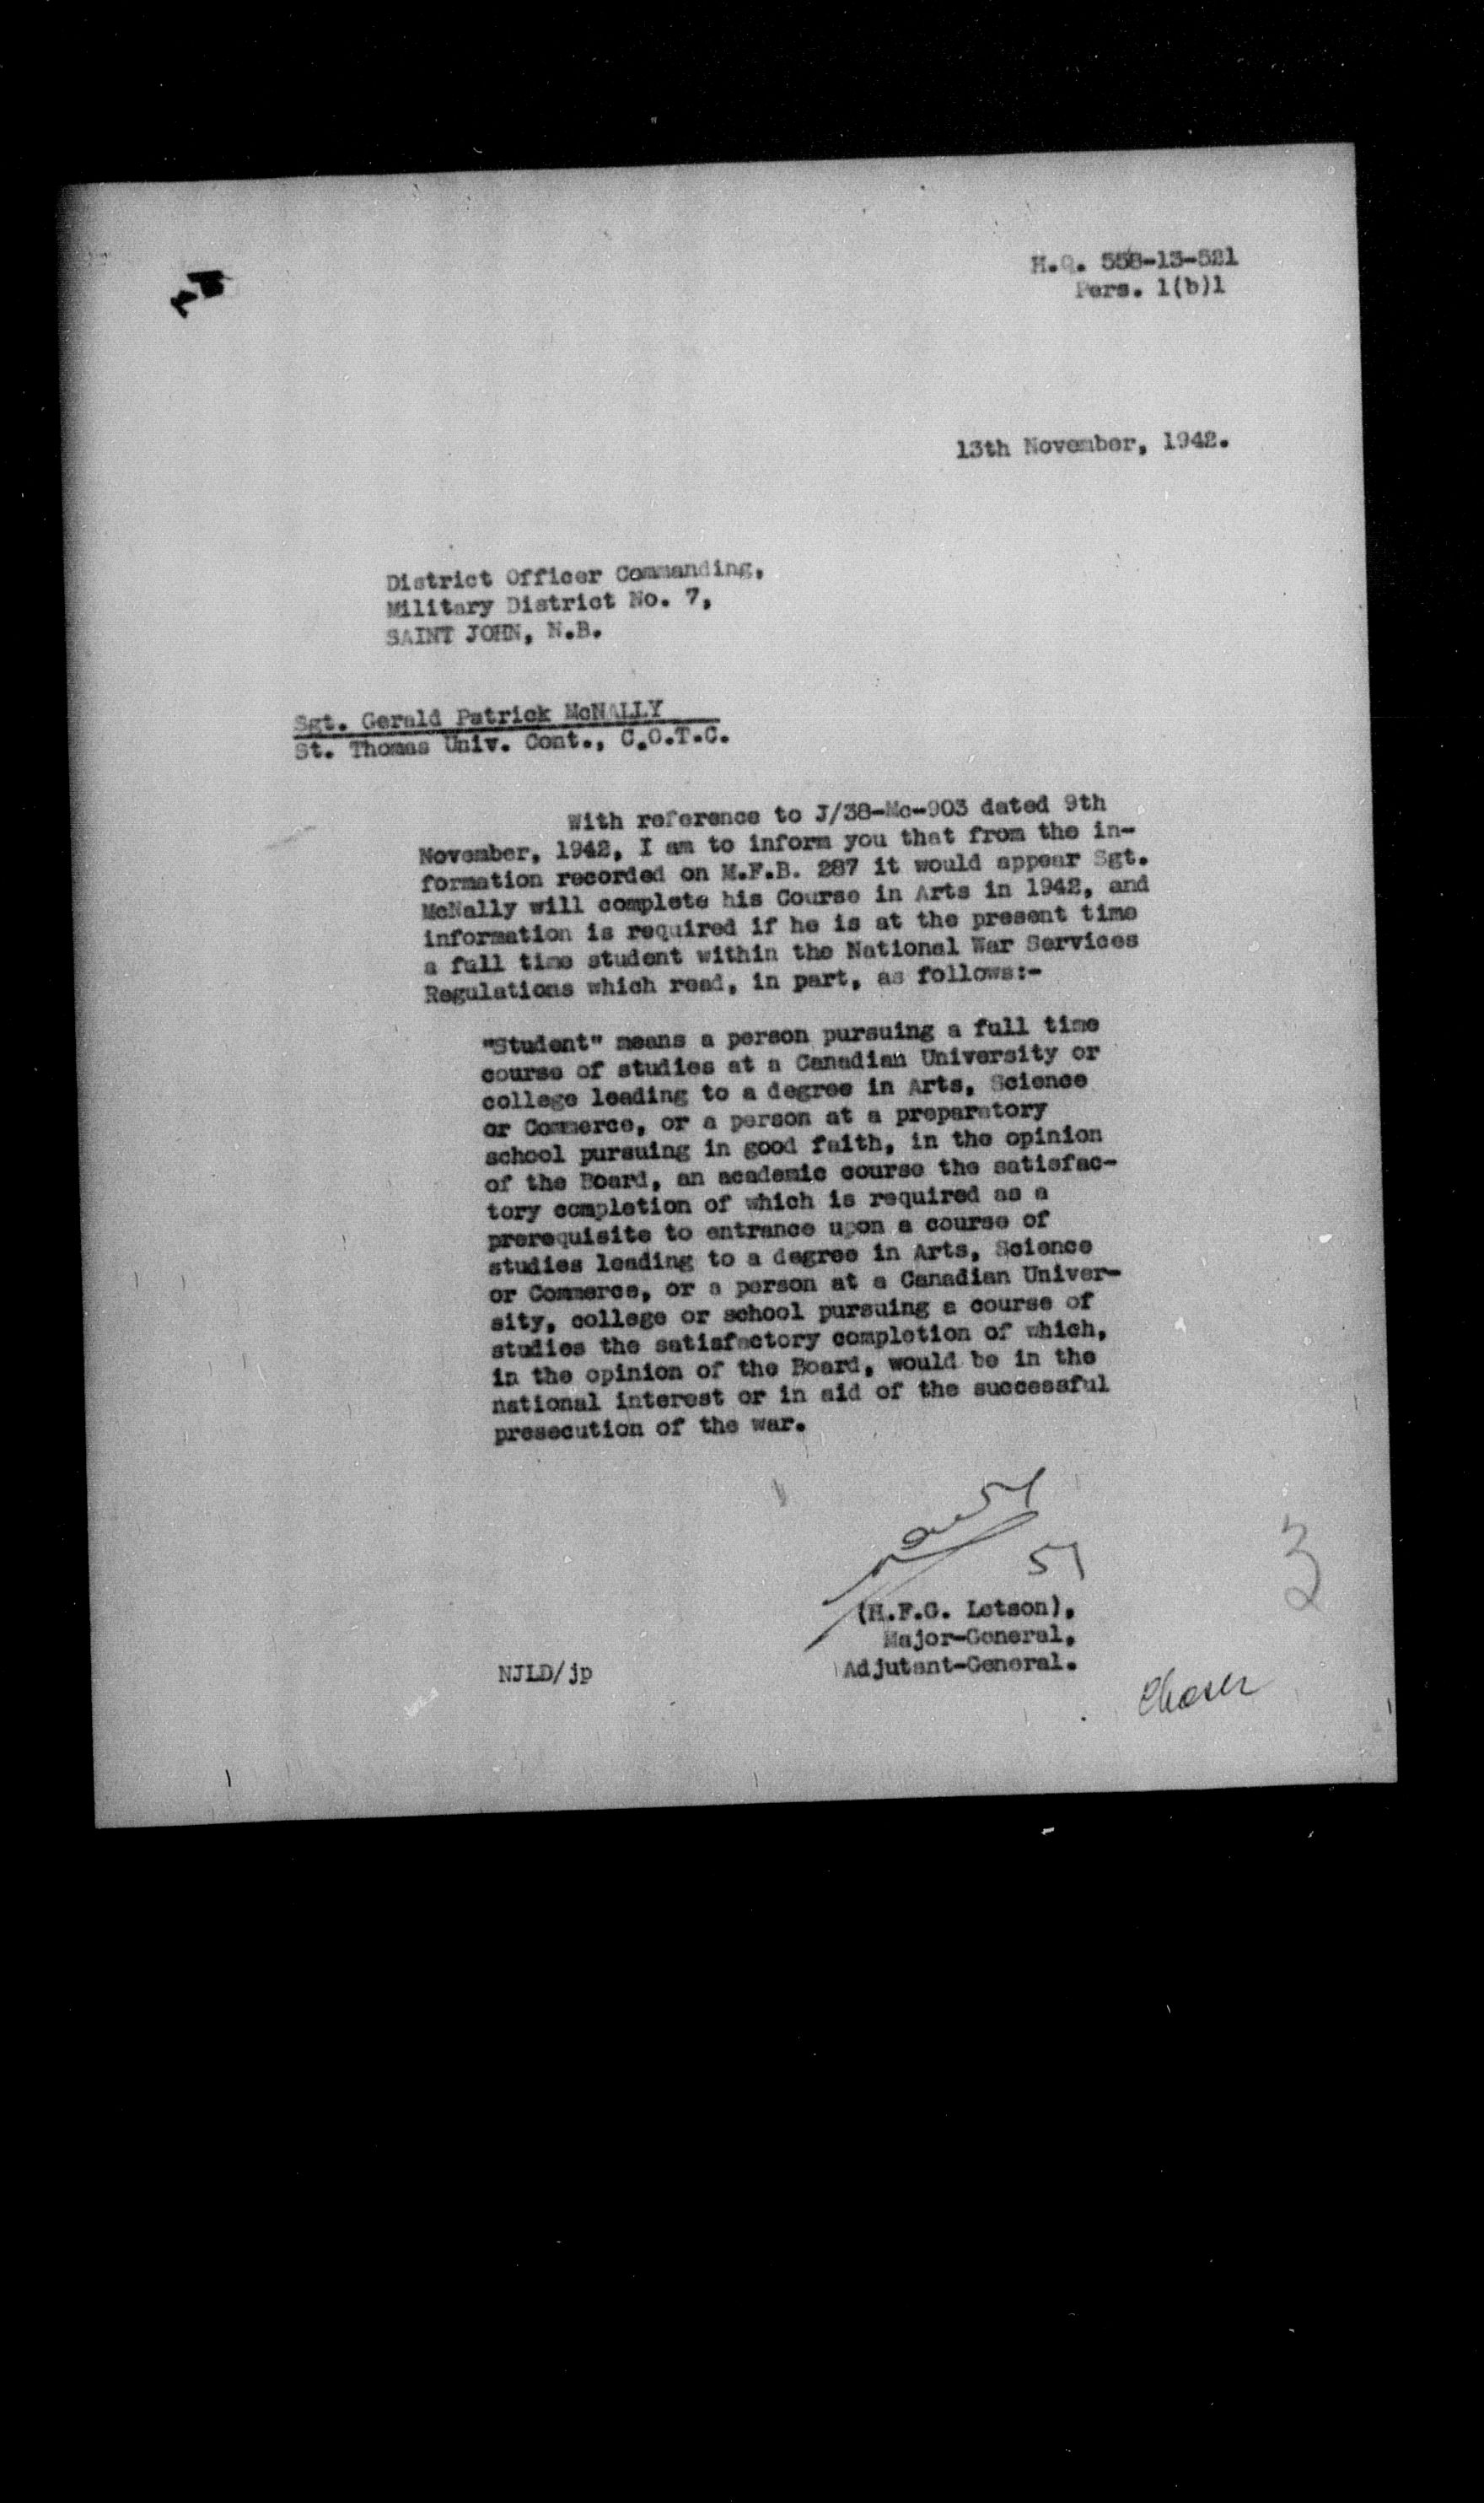 H.Q. 558-13-521
Pers. 1(b)1
13th November, 1942.
District Officer Commanding,
Military District No. 7,
SAINT JOHN, N.B.
Sgt. Gerald Patrick McNALLY
St. Thomas Univ. Cont., C.O.T.C.
With reference to J/38-Mc-903 dated 9th
November, 1942, I am to inform you that from the in-
formation recorded on M.F.B. 287 it would appear Sgt.
McNally will complete his Course in Arts in 1942, and
information is required if he is at the present time
a full time student within the National War Services
Regulations which read, in part, as follows:-
"Student" means a person pursuing a full time
course of studies at a Canadian University or
college leading to a degree in Arts, Science
or Commerce, or a person at a preparatory
school pursuing in good faith, in the opinion
of the Board, an academic course the satisfac-
tory completion of which is required as a
prerequisite to entrance upon a course of
studies leading to a degree in Arts, Science
or Commerce, or a person at a Canadian Univer-
sity, college or school pursuing a course of
studies the satisfactory completion of which,
in the opinion of the Board, would be in the
national interest or in aid of the successful
presecution of the war.
(H.F.G. Letson),
Major-General,
Adjutant-General.
NJLD/jp
3